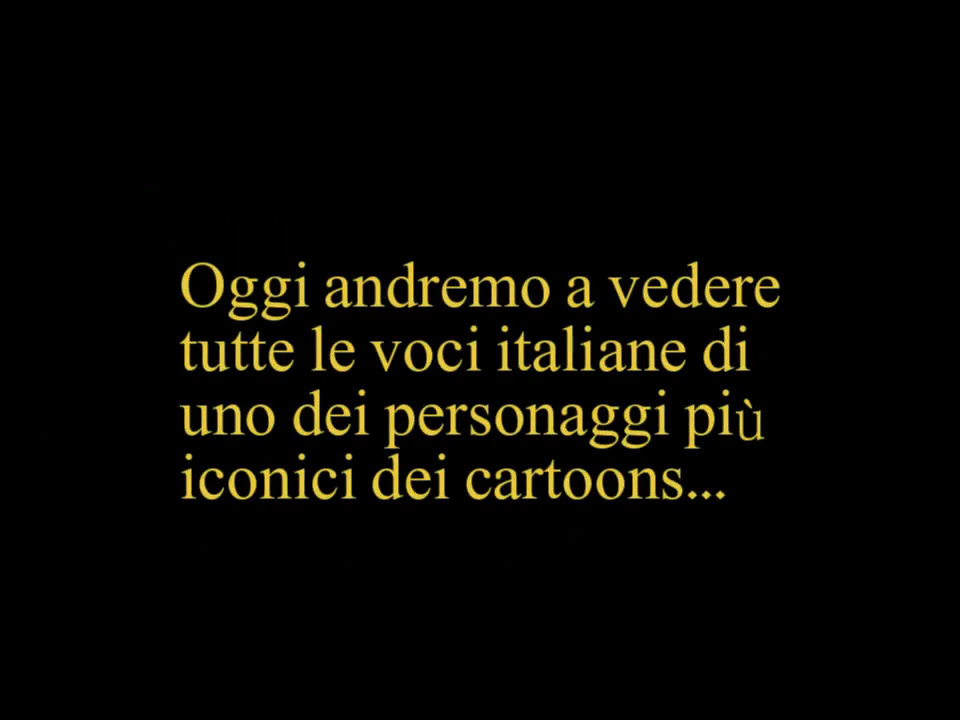 Oggi andremo a vedere
tutte le voci italiane di
uno dei personaggi più
iconici dei cartoons...